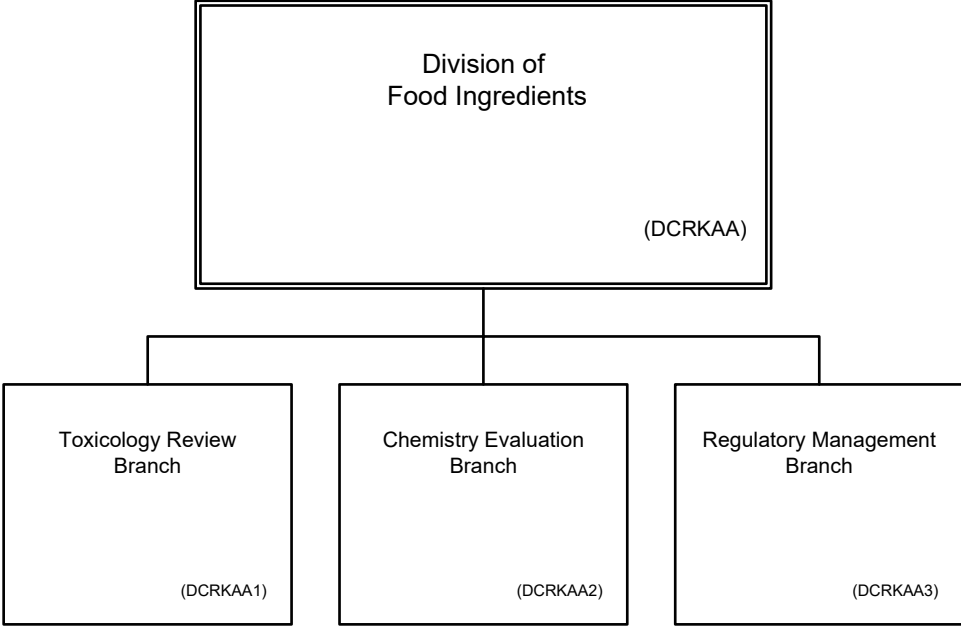 Division of
Food Ingredients
(DCRKAA)
Toxicology Review
Branch
(DCRKAA1)
Chemistry Evaluation
Branch
(DCRKAA2)
Regulatory Management
Branch
(DCRKAA3)